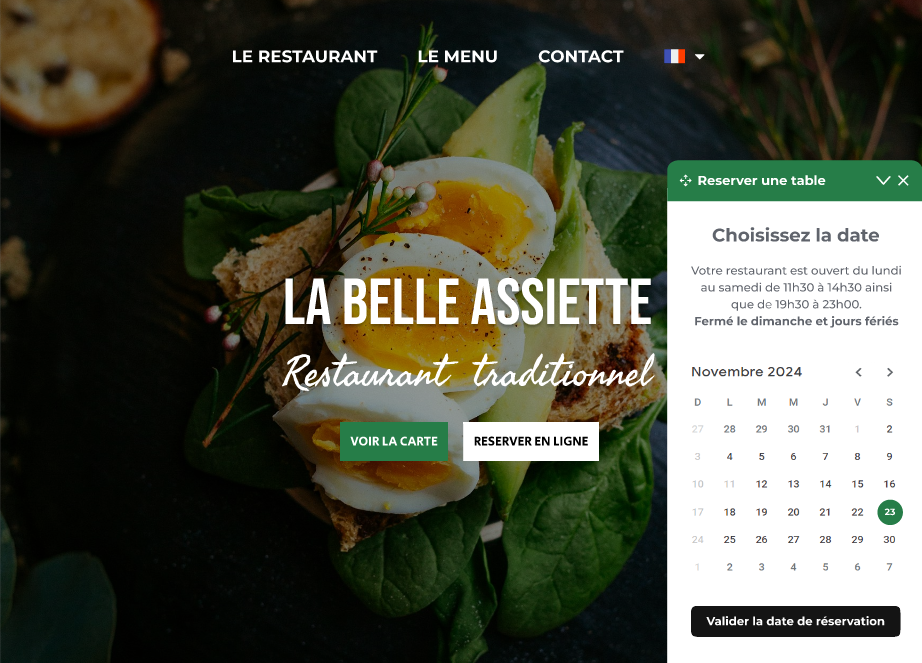 LE RESTAURANT LE MENU CONTACT
Reserver une table
Choisissez la date
Votre restaurant est ouvert du lundi
au samedi de 11h30 à 14h30 ainsi
que de 19h30 à 23h00.
Fermé le dimanche et jours fériés
LA BELLE ASSIETTE
Restaurant traditionnel
VOIR LA CARTE RESERVER EN LIGNE
Novembre 2024
D L M M J V S
27 28 29 30 31 1 2
3 4 5 6 7 8 9
10 11 12 13 14 15 16
17 18 19 20 21 22 23
24 25 26 27 28 29 30
1 2 3 4 5 6 7
Valider la date de réservation